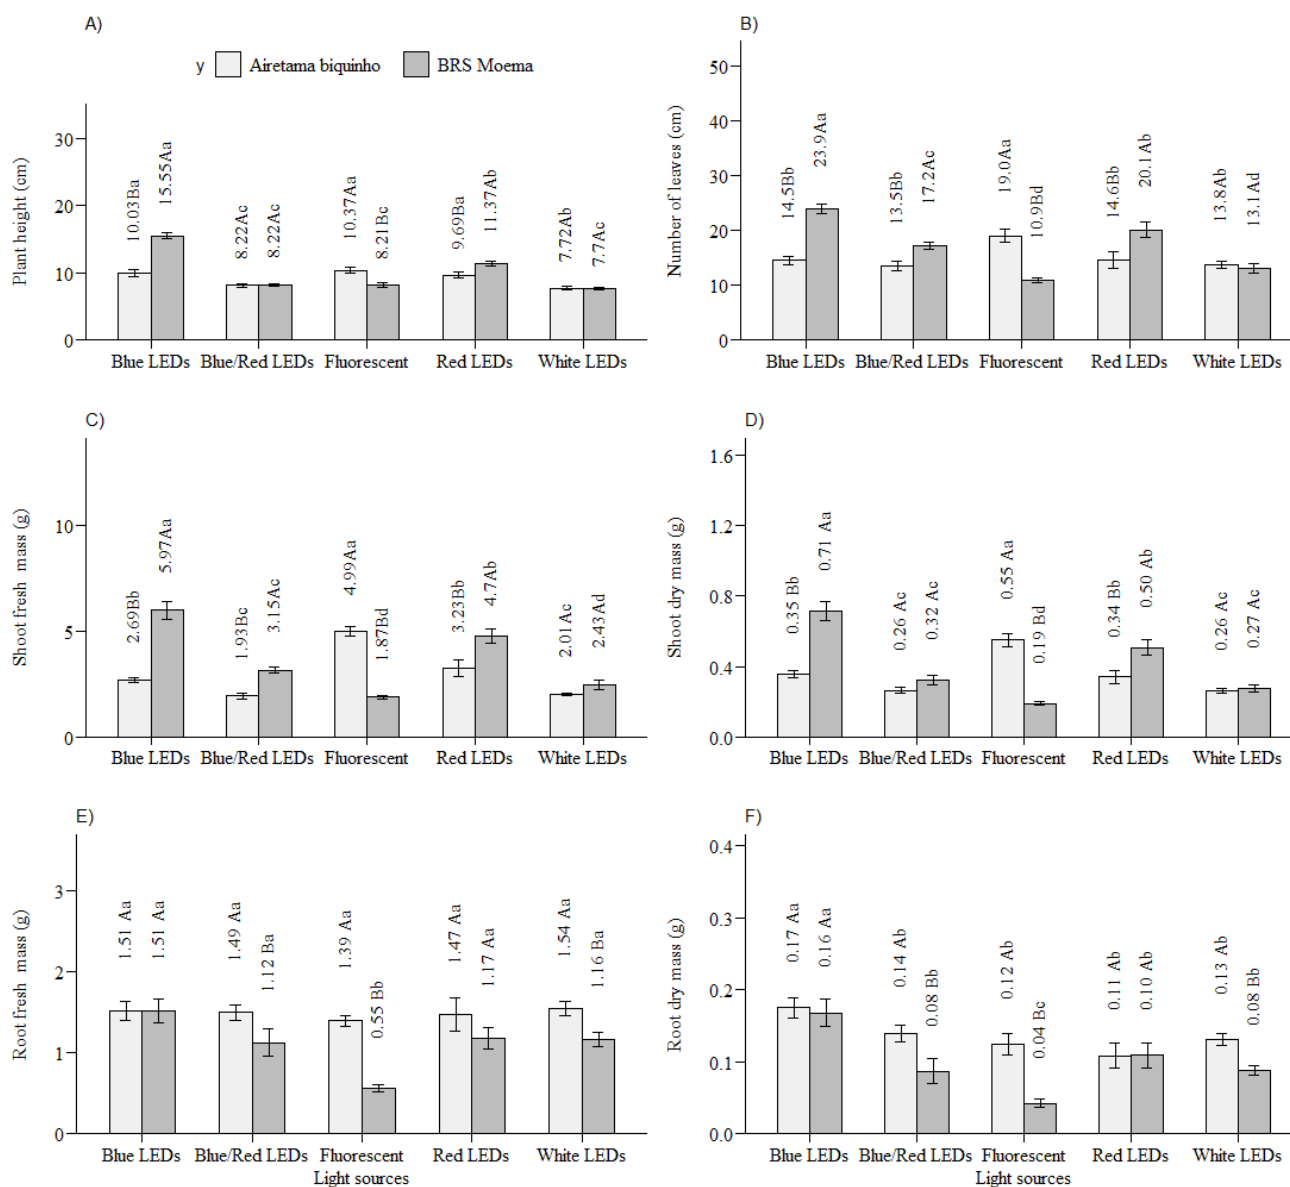 A)
y Airetama biquinho BRS Moema
Plant height (cm)
30
20
10
0
10.03Ba 15.55Aa 8.22Ac 8.22Ac 10.37Aa 8.21Bc 9.69Ba 11.37Ab 7.72Ab 7.7Ac
Blue LEDs Blue/Red LEDs Fluorescent Red LEDs White LEDs
B)
Number of leaves (cm)
50
40
30
20
10
0
14.5Bb 23.9Aa 13.5Bb 17.2Ac 19.0Aa 10.9Bd 14.6Bb 20.1Ab 13.8Ab 13.1Ad
Blue LEDs Blue/Red LEDs Fluorescent Red LEDs White LEDs
C)
Shoot fresh mass (g)
10
5
0
2.69Bb 5.97Aa 1.93Bc 3.15Ac 4.99Aa 1.87Bd 3.23Bb 4.7Ab 2.01Ac 2.43Ad
Blue LEDs Blue/Red LEDs Fluorescent Red LEDs White LEDs
D)
Shoot dry mass (g)
1.6
1.2
0.8
0.4
0.0
0.35 Bb 0.71 Aa 0.26 Ac 0.32 Ac 0.55 Aa 0.19 Bd 0.34 Bb 0.50 Ab 0.26 Ac 0.27 Ac
Blue LEDs Blue/Red LEDs Fluorescent Red LEDs White LEDs
E)
Root fresh mass (g)
3
2
1
0
1.51 Aa 1.51 Aa 1.49 Aa 1.12 Ba 1.39 Aa 0.55 Bb 1.47 Aa 1.17 Aa 1.54 Aa 1.16 Ba
Blue LEDs Blue/Red LEDs Fluorescent Red LEDs White LEDs
Light sources
F)
Root dry mass (g)
0.4
0.3
0.2
0.1
0.0
0.17 Aa 0.16 Aa 0.14 Ab 0.08 Bb 0.12 Ab 0.04 Bc 0.11 Ab 0.10 Ab 0.13 Ab 0.08 Bb
Blue LEDs Blue/Red LEDs Fluorescent Red LEDs White LEDs
Light sources